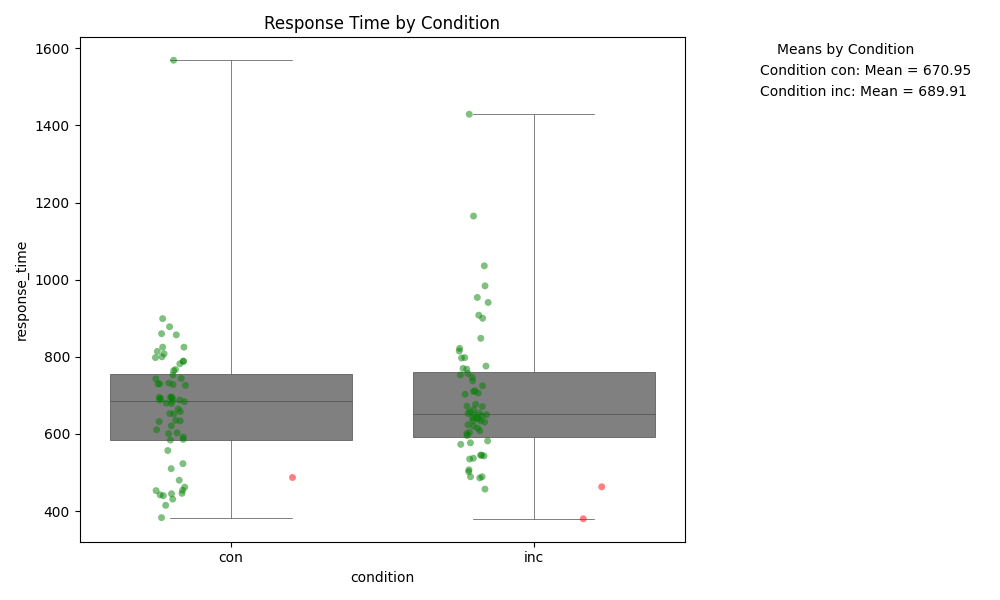 Response Time by Condition
Means by Condition
Condition con: Mean = 670.95
Condition inc: Mean = 689.91
response_time
1600
1400
1200
1000
800
600
400
con
inc
condition